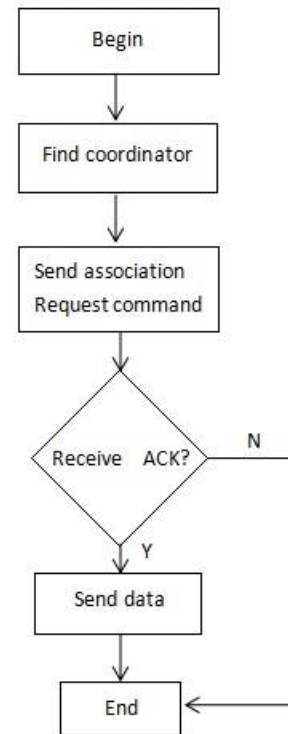 Begin
Find coordinator
Send association
Request command
Receive ACK?
N
Y
Send data
End